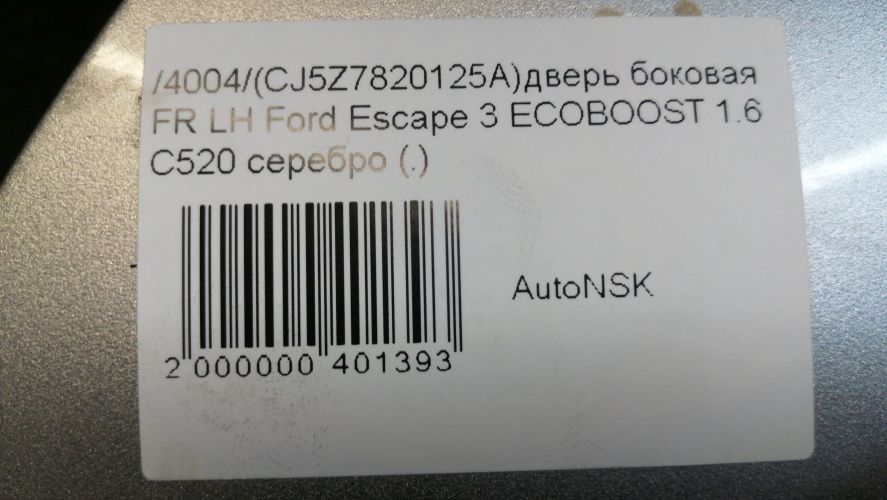 /4004/(CJ5Z7820125A)дверь боковая
FR LH Ford Escape 3 ECOBOOST 1.6
C520 серебро (.)
AutoNSK
2 000000 401393